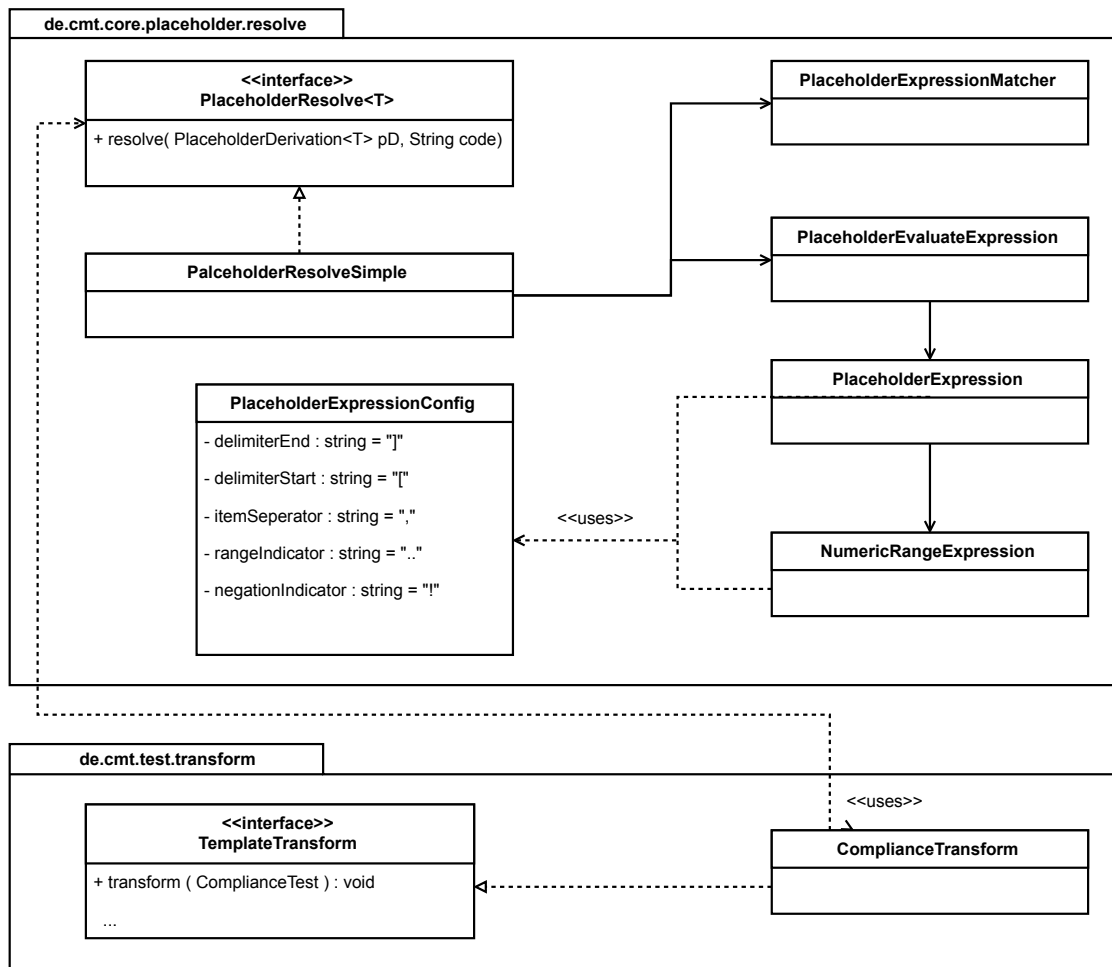 de.cmt.core.placeholder.resolve
<<interface>>
PlaceholderResolve<T>
+ resolve( PlaceholderDerivation<T> pD, String code)
PlaceholderExpressionMatcher
PalceholderResolveSimple
PlaceholderEvaluateExpression
PlaceholderExpression
PlaceholderExpressionConfig
- delimiterEnd : string = "]"
- delimiterStart : string = "["
- itemSeperator : string = ","
- rangeIndicator : string = ".."
- negationIndicator : string = "!"
<<uses>>
NumericRangeExpression
de.cmt.test.transform
<<interface>>
TemplateTransform
+ transform ( ComplianceTest ) : void
...
<<uses>>
ComplianceTransform